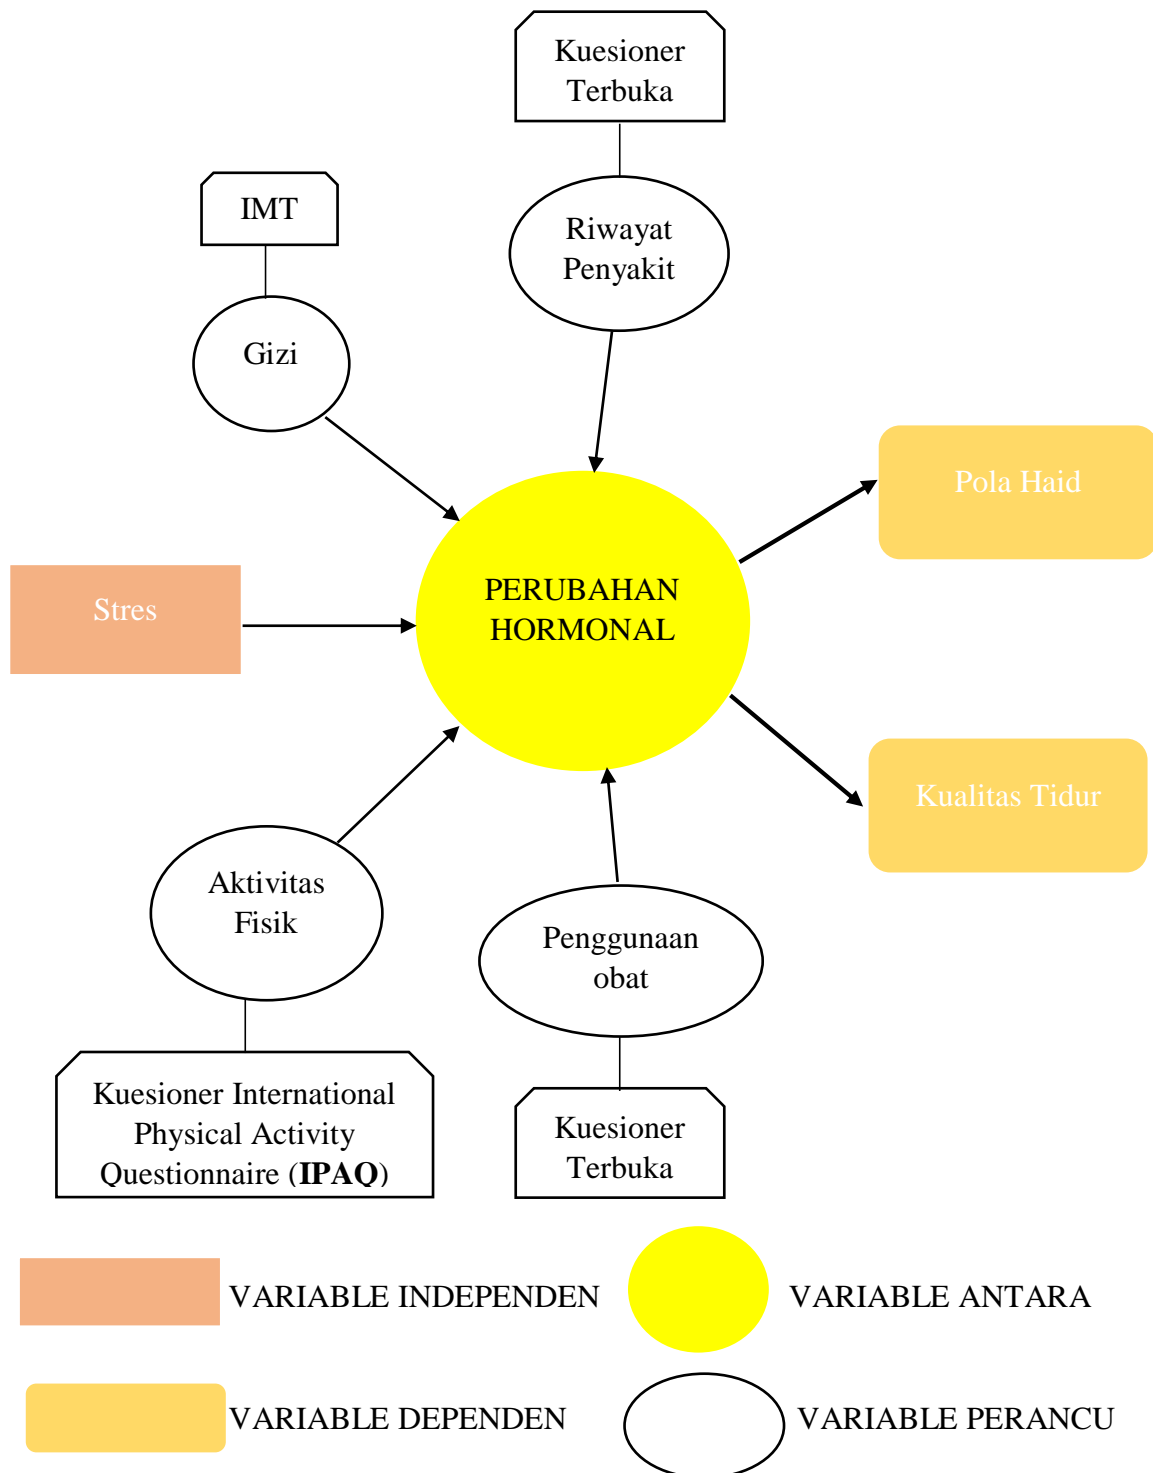 Kuesioner
Terbuka
IMT
Riwayat
Penyakit
Gizi
Pola Haid
Stres
PERUBAHAN
HORMONAL
Kualitas Tidur
Aktivitas
Fisik
Penggunaan
obat
Kuesioner International
Physical Activity
Questionnaire (IPAQ)
Kuesioner
Terbuka
VARIABLE INDEPENDEN
VARIABLE ANTARA
VARIABLE DEPENDEN
VARIABLE PERANCU